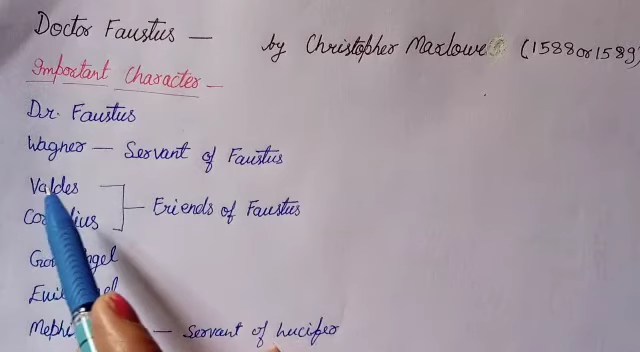 Doctor Faustus —
by Christopher Marlowe (1588 or 1589)
Important Character —
Dr. Faustus
Wagner — Servant of Faustus
Valdes
Friends of Faustus
— Servant of Lucifer